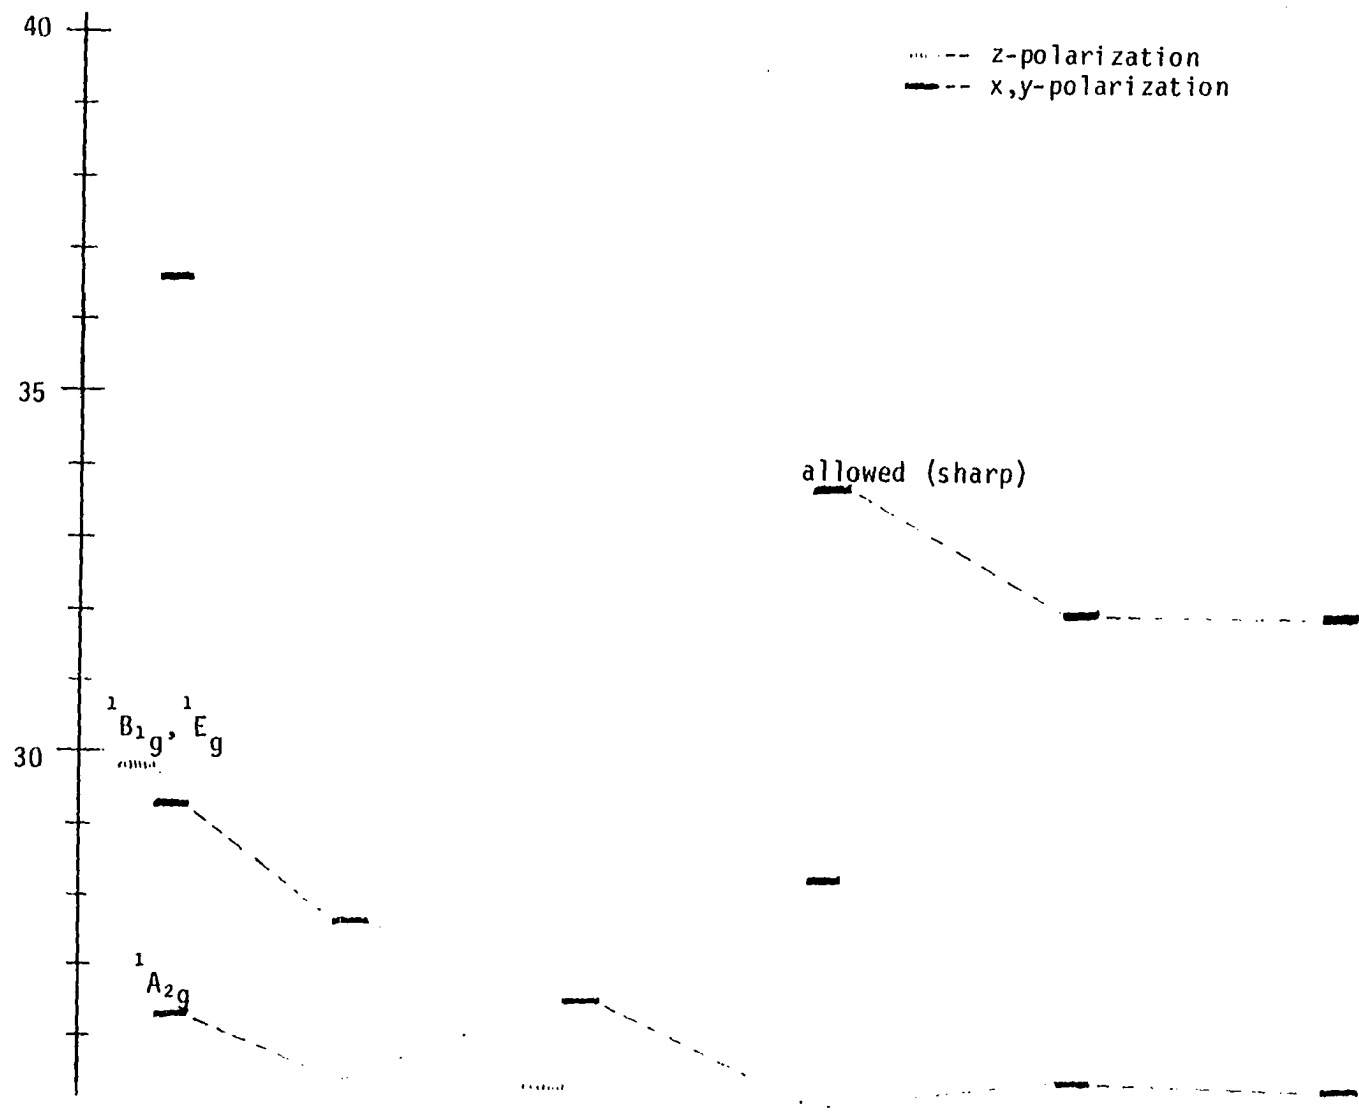 40
z-polarization
x,y-polarization
35
allowed (sharp)
¹B₁g, ¹Eg
30
¹A₂g